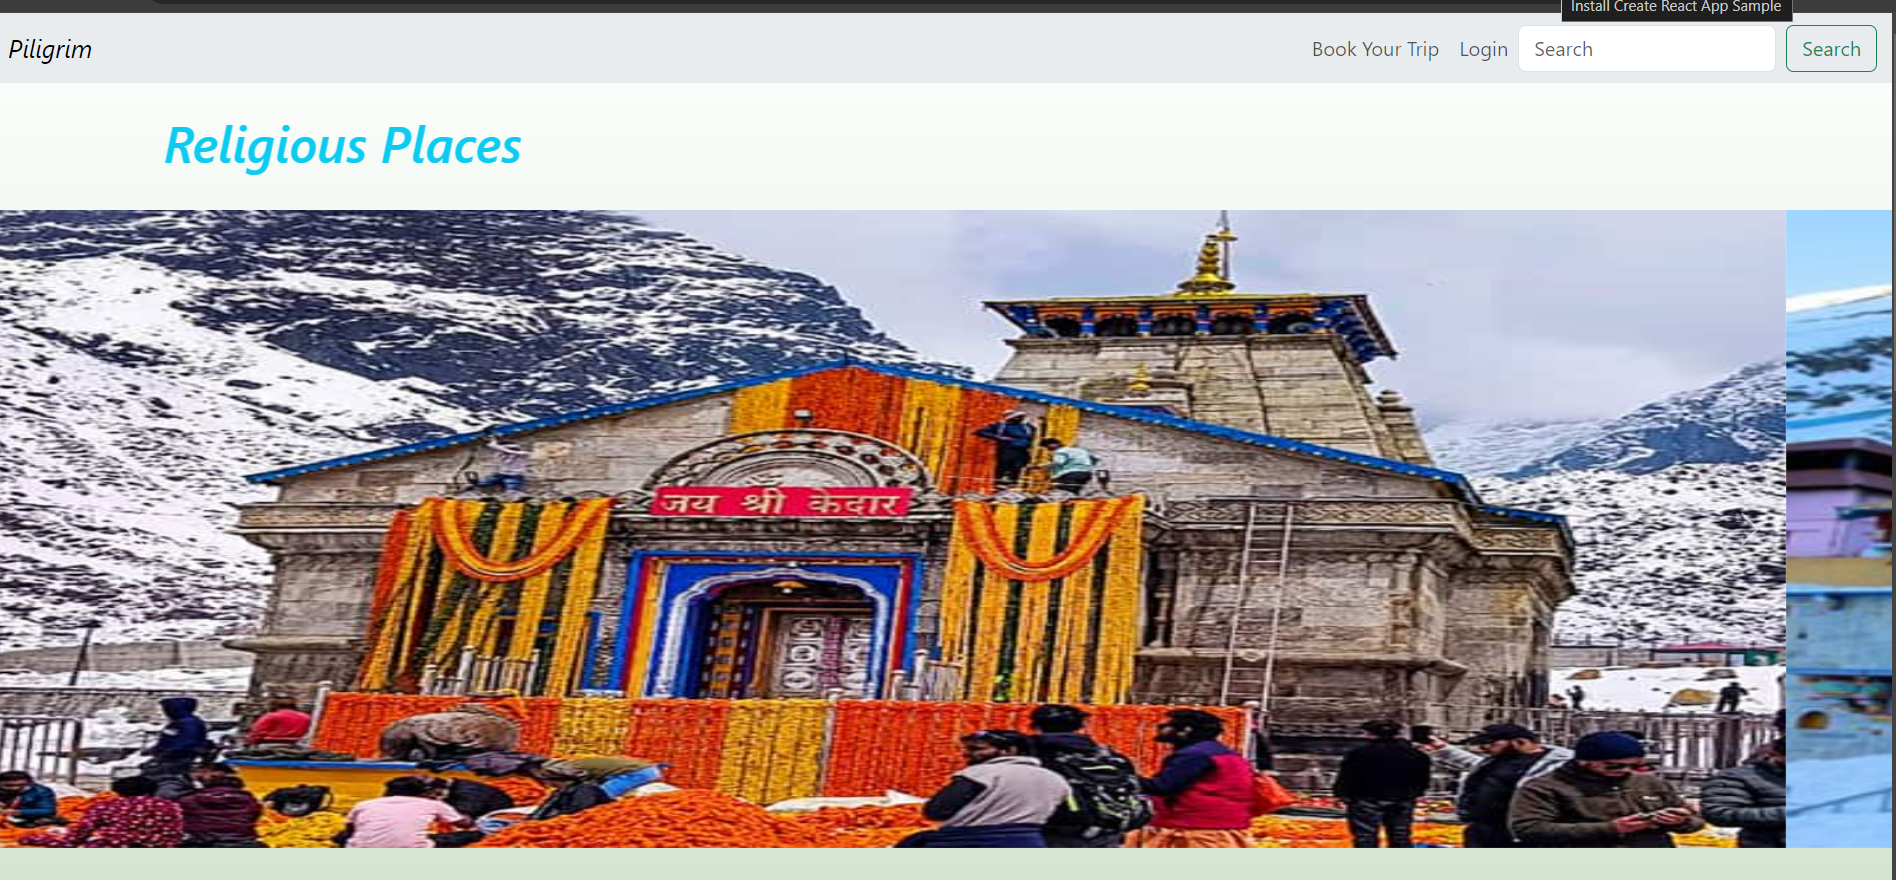 Install Create React App Sample
Piligrim
Book Your Trip
Login
Search
Search
Religious Places
जय श्री केदार